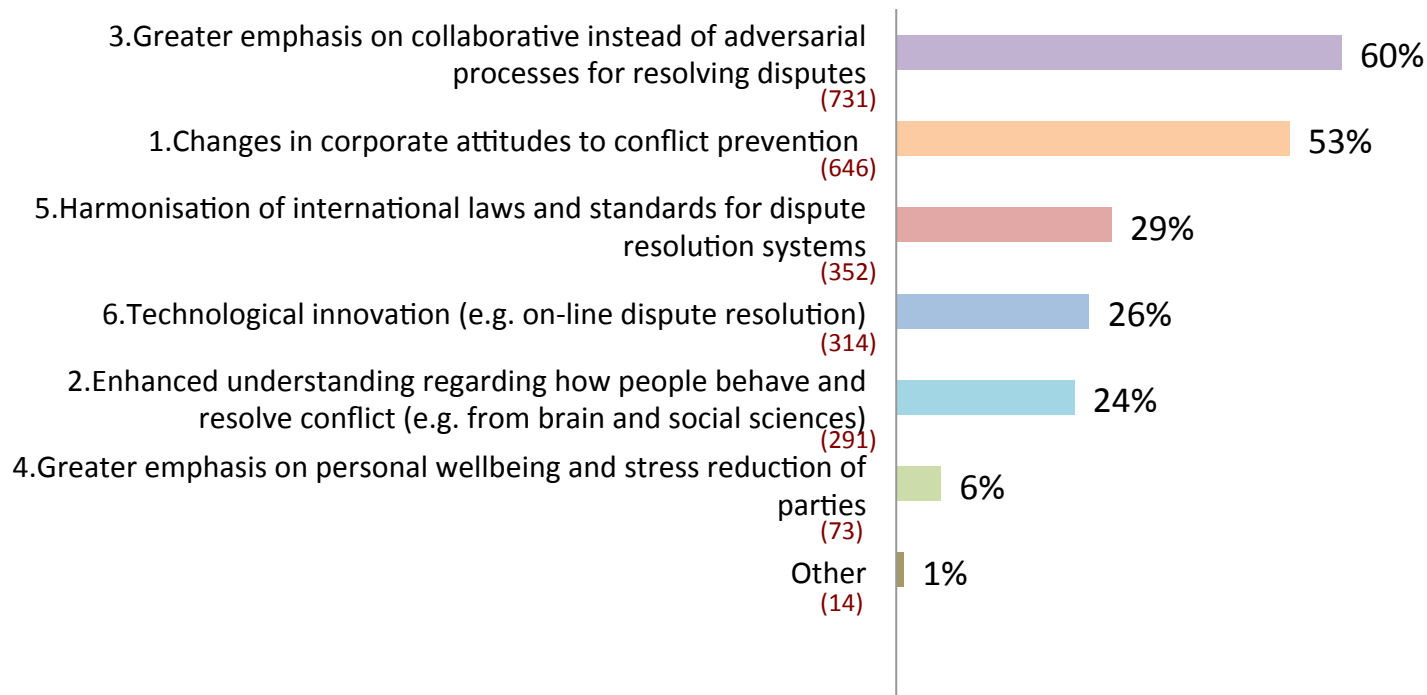 3.Greater emphasis on collaborative instead of adversarial
processes for resolving disputes
(731)
60%
1.Changes in corporate attitudes to conflict prevention
(646)
53%
5.Harmonisation of international laws and standards for dispute
resolution systems
(352)
29%
6.Technological innovation (e.g. on-line dispute resolution)
(314)
26%
2.Enhanced understanding regarding how people behave and
resolve conflict (e.g. from brain and social sciences)
(291)
24%
4.Greater emphasis on personal wellbeing and stress reduction of
parties
(73)
6%
Other
(14)
1%